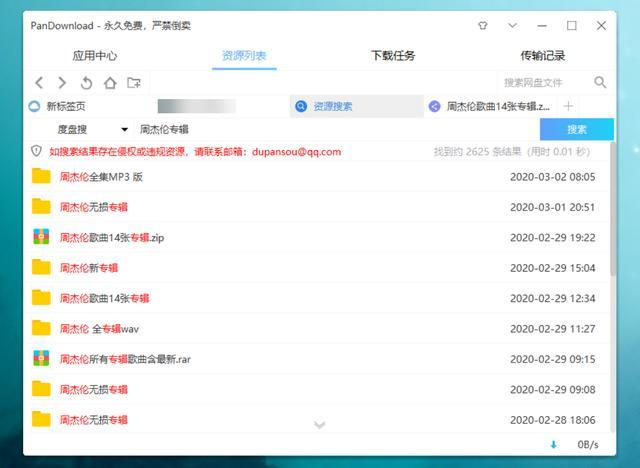 PanDownload - 永久免费，严禁倒卖
应用中心 资源列表 下载任务 传输记录
搜索网盘文件
新标签页 资源搜索 周杰伦歌曲14张专辑.z...
度盘搜 周杰伦专辑 搜索
如搜索结果存在侵权或违规资源，请联系邮箱：dupansou@qq.com 找到约 2625 条结果（用时 0.01 秒）
周杰伦全集MP3 版 2020-03-02 08:05
周杰伦无损专辑 2020-03-01 20:51
周杰伦歌曲14张专辑.zip 2020-02-29 19:22
周杰伦新专辑 2020-02-29 15:04
周杰伦歌曲14张专辑 2020-02-29 12:34
周杰伦 全专辑wav 2020-02-29 11:27
周杰伦所有专辑歌曲含最新.rar 2020-02-29 09:15
周杰伦无损专辑 2020-02-29 09:08
周杰伦无损专辑 2020-02-28 18:06
0B/s